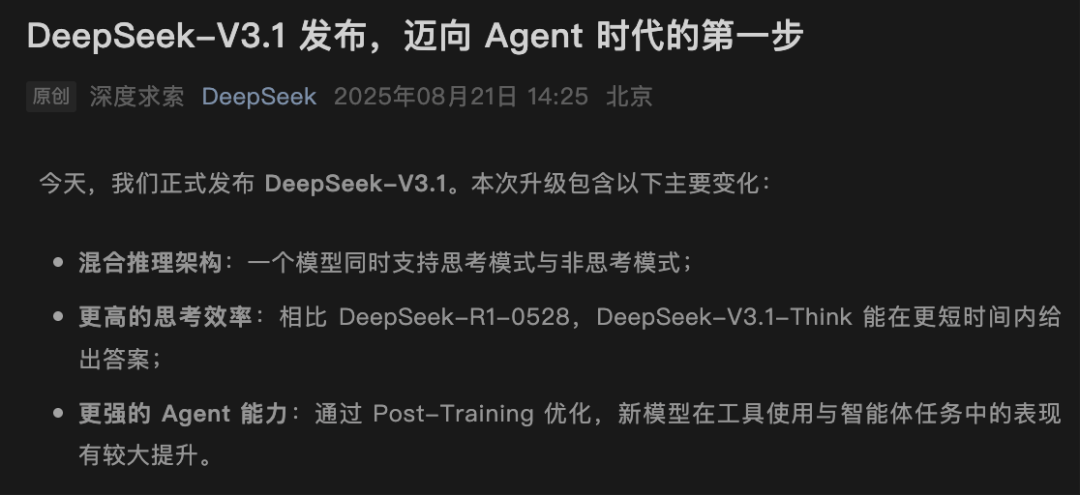 DeepSeek-V3.1 发布，迈向 Agent 时代的第一步
原创 深度求索 DeepSeek 2025年08月21日 14:25 北京
今天，我们正式发布 DeepSeek-V3.1。本次升级包含以下主要变化：
• 混合推理架构：一个模型同时支持思考模式与非思考模式；
• 更高的思考效率：相比 DeepSeek-R1-0528，DeepSeek-V3.1-Think 能在更短时间内给
出答案；
• 更强的 Agent 能力：通过 Post-Training 优化，新模型在工具使用与智能体任务中的表现
有较大提升。